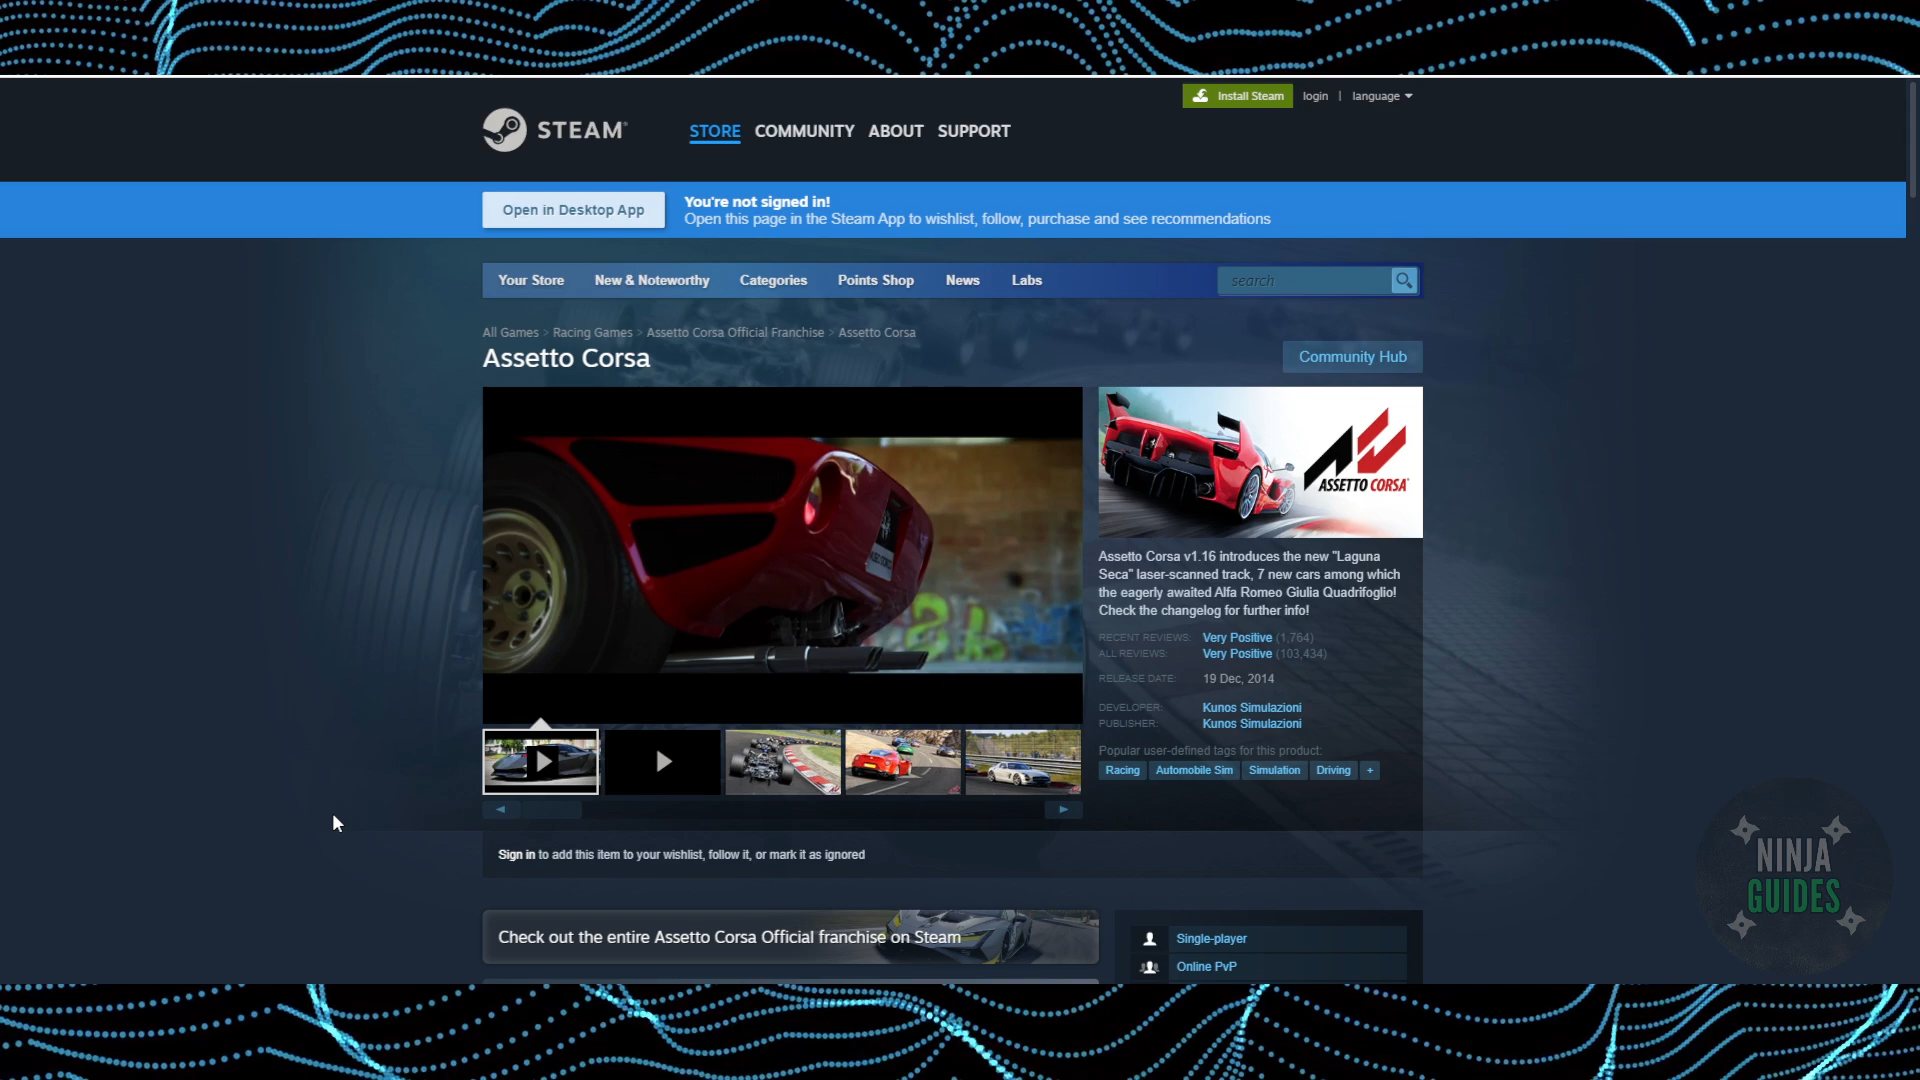 Install Steam login | language
STEAM®
STORE COMMUNITY ABOUT SUPPORT
Open in Desktop App
You're not signed in!
Open this page in the Steam App to wishlist, follow, purchase and see recommendations
Your Store New & Noteworthy Categories Points Shop News Labs search
All Games > Racing Games > Assetto Corsa Official Franchise > Assetto Corsa
Assetto Corsa
Community Hub
ASSETTO CORSA
Assetto Corsa v1.16 introduces the new "Laguna
Seca" laser-scanned track, 7 new cars among which
the eagerly awaited Alfa Romeo Giulia Quadrifoglio!
Check the changelog for further info!
RECENT REVIEWS: Very Positive (1,764)
ALL REVIEWS: Very Positive (103,434)
RELEASE DATE: 19 Dec, 2014
DEVELOPER: Kunos Simulazioni
PUBLISHER: Kunos Simulazioni
Popular user-defined tags for this product:
Racing Automobile Sim Simulation Driving +
Sign in to add this item to your wishlist, follow it, or mark it as ignored
Check out the entire Assetto Corsa Official franchise on Steam
Single-player
Online PvP
NINJA
GUIDES